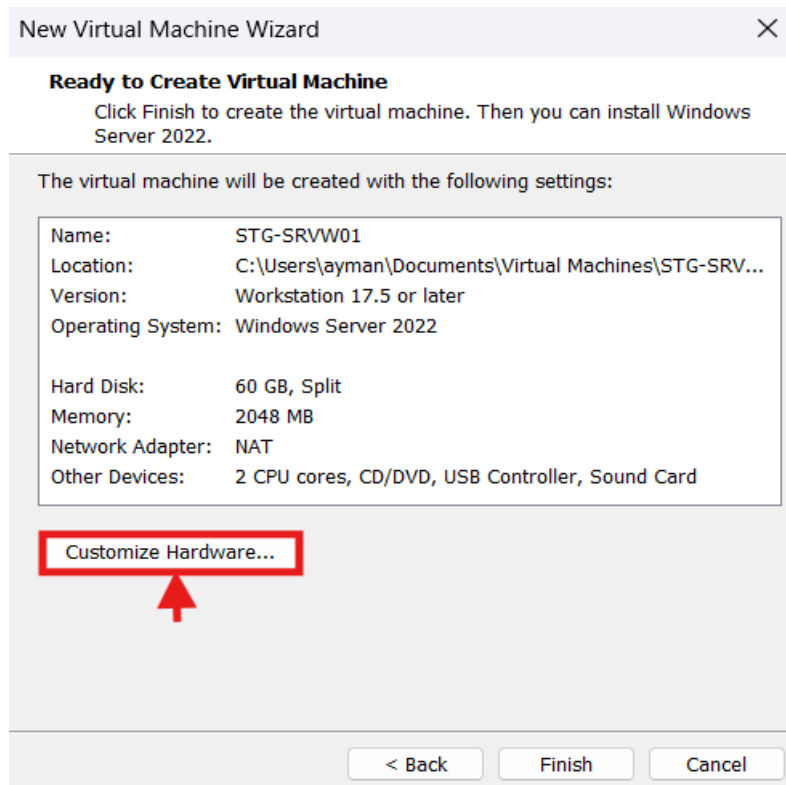 New Virtual Machine Wizard
Ready to Create Virtual Machine
Click Finish to create the virtual machine. Then you can install Windows
Server 2022.
The virtual machine will be created with the following settings:
Name: STG-SRVW01
Location: C:\Users\ayman\Documents\Virtual Machines\STG-SRV...
Version: Workstation 17.5 or later
Operating System: Windows Server 2022
Hard Disk: 60 GB, Split
Memory: 2048 MB
Network Adapter: NAT
Other Devices: 2 CPU cores, CD/DVD, USB Controller, Sound Card
Customize Hardware...
< Back Finish Cancel